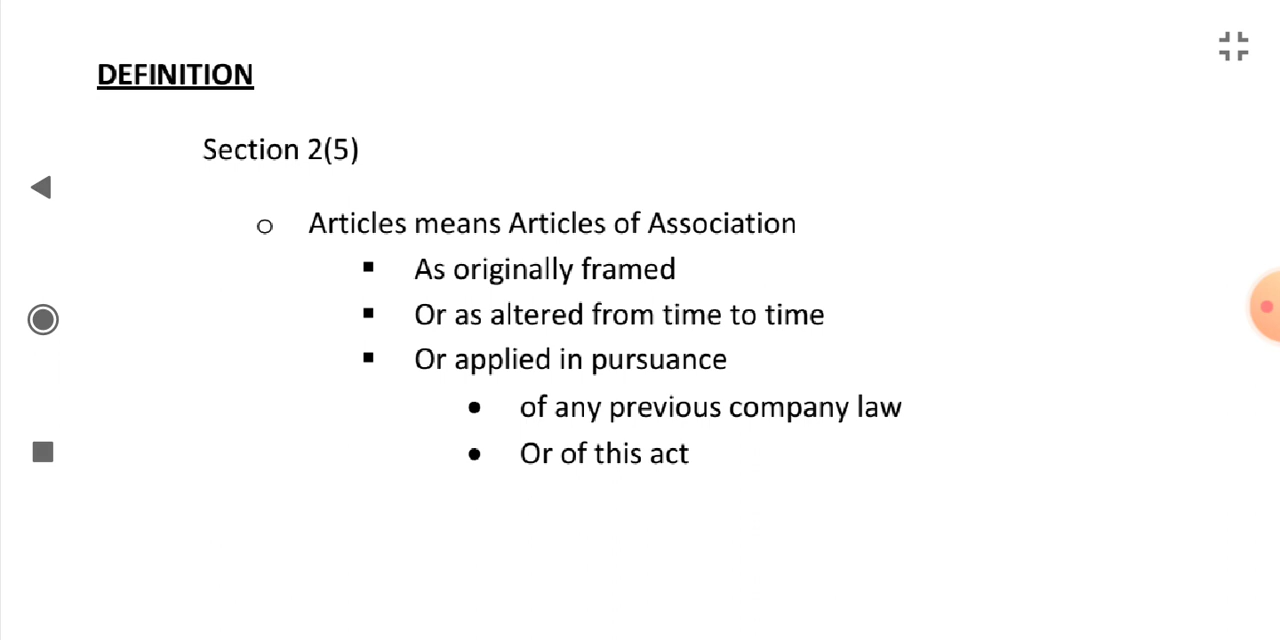 DEFINITION
Section 2(5)
o Articles means Articles of Association
▪ As originally framed
▪ Or as altered from time to time
▪ Or applied in pursuance
• of any previous company law
• Or of this act